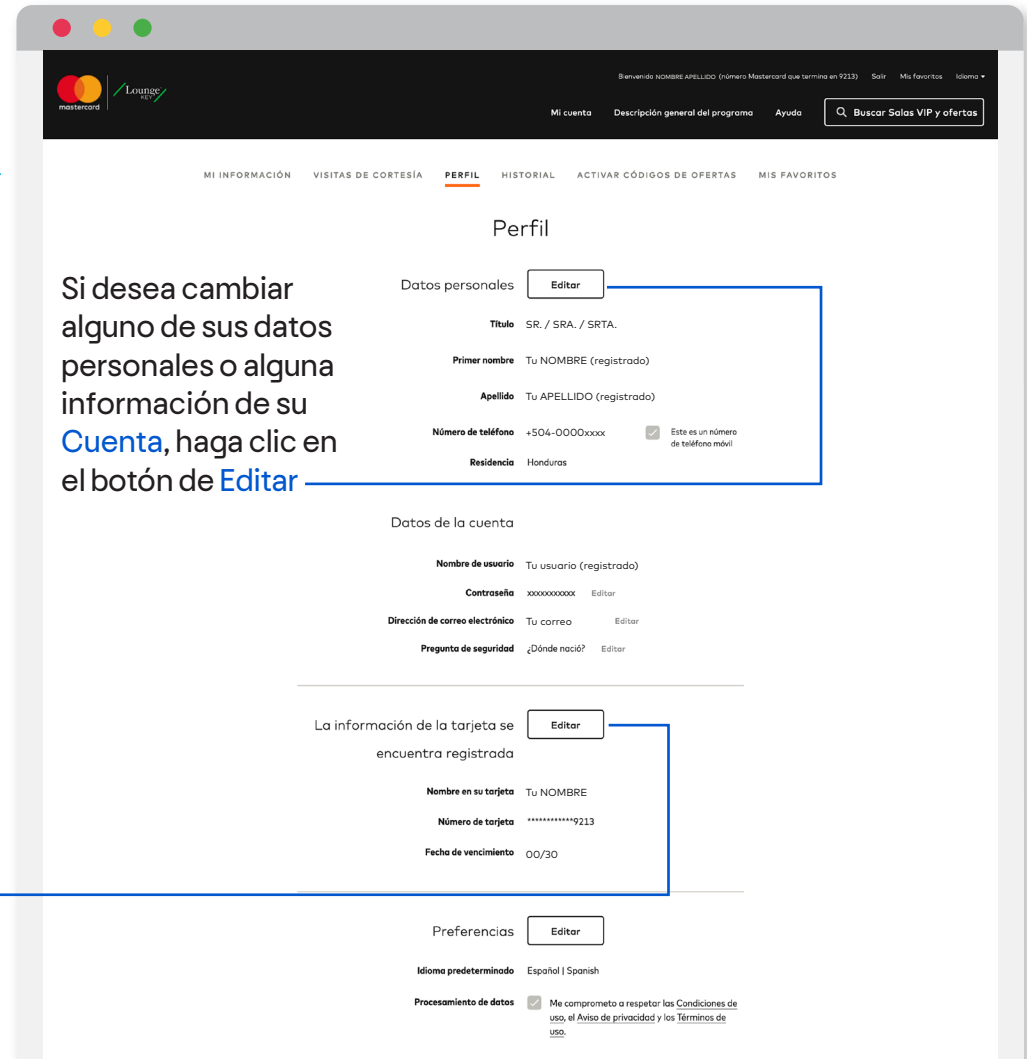 mastercard
Lounge
KEY
Bienvenido NOMBRE APELLIDO (número Mastercard que termina en 9213) Salir Mis favoritos Idioma
Mi cuenta Descripción general del programa Ayuda Buscar Salas VIP y ofertas
MI INFORMACIÓN VISITAS DE CORTESÍA PERFIL HISTORIAL ACTIVAR CÓDIGOS DE OFERTAS MIS FAVORITOS
Perfil
Si desea cambiar
alguno de sus datos
personales o alguna
información de su
Cuenta, haga clic en
el botón de Editar
Datos personales Editar
Título SR. / SRA. / SRTA.
Primer nombre Tu NOMBRE (registrado)
Apellido Tu APELLIDO (registrado)
Número de teléfono +504-0000xxxx Este es un número
de teléfono móvil
Residencia Honduras
Datos de la cuenta
Nombre de usuario Tu usuario (registrado)
Contraseña xxxxxxxxxxx Editar
Dirección de correo electrónico Tu correo Editar
Pregunta de seguridad ¿Dónde nació? Editar
La información de la tarjeta se Editar
encuentra registrada
Nombre en su tarjeta Tu NOMBRE
Número de tarjeta ************9213
Fecha de vencimiento 00/30
Preferencias Editar
Idioma predeterminado Español | Spanish
Procesamiento de datos Me comprometo a respetar las Condiciones de
uso, el Aviso de privacidad y los Términos de
uso.